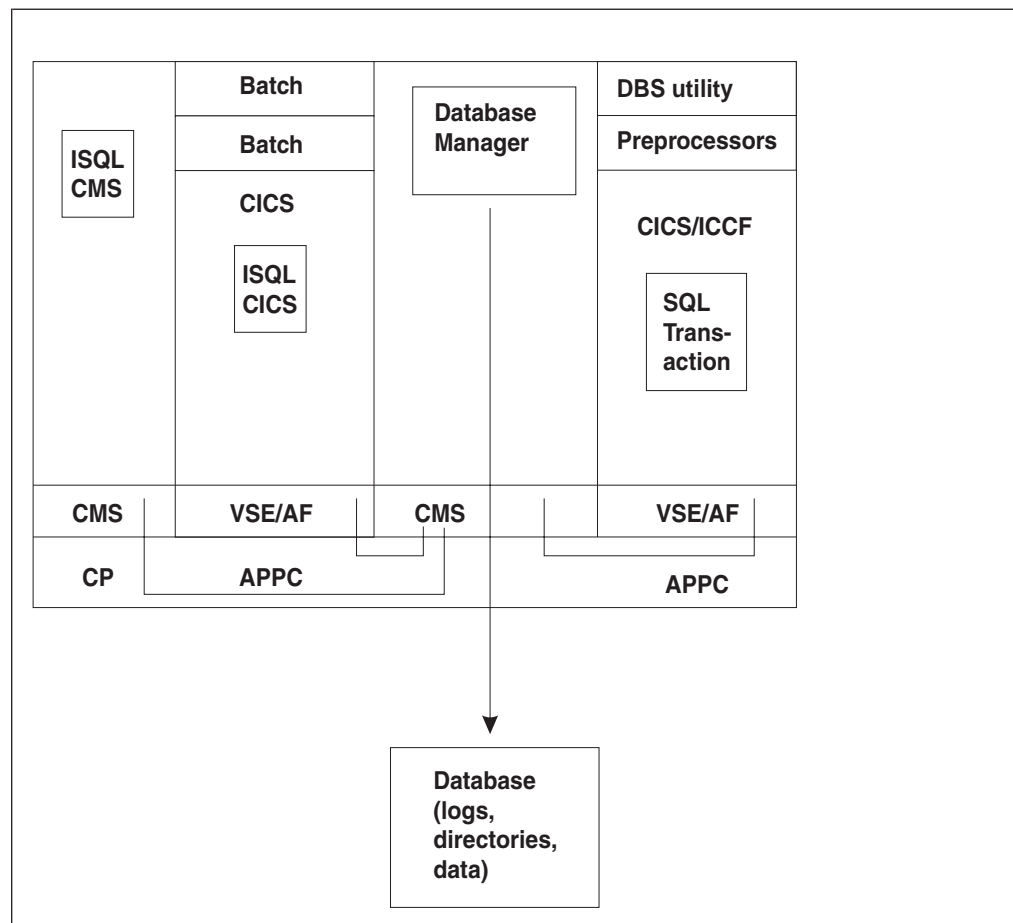 Batch
Batch
ISQL
CMS
CICS
ISQL
CICS
Database
Manager
DBS utility
Preprocessors
CICS/ICCF
SQL
Trans-
action
CMS
VSE/AF
CMS
VSE/AF
CP
APPC
APPC
Database
(logs,
directories,
data)